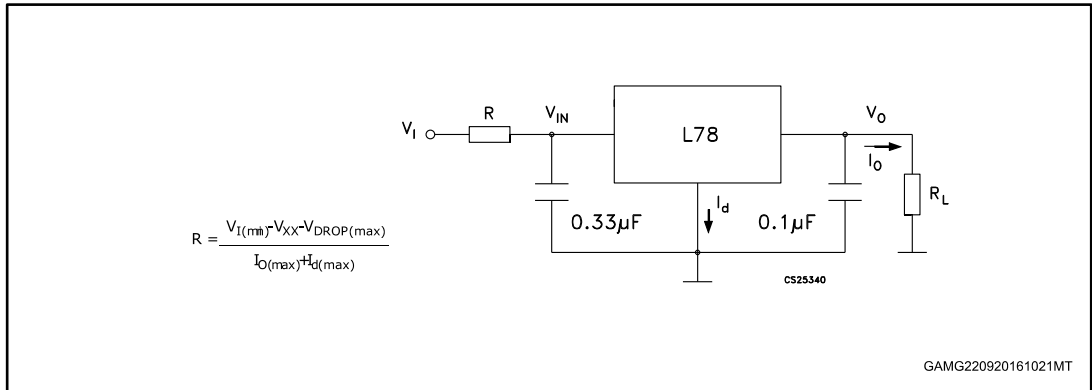 R
V_IN
V_O
V_I
L78
I_O
R_L
I_d
0.33µF
0.1µF
R = V_I(min)-V_XX-V_DROP(max)
I_O(max)+I_d(max)
CS25340
GAMG220920161021MT